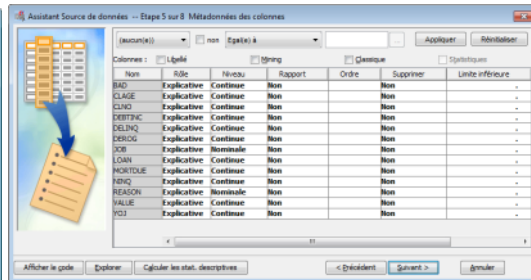 Assistant Source de données -- Etape 5 sur 8 Métadonnées des colonnes
(aucun(e)) non Egal(e) à ... Appliquer Réinitialiser
Colonnes : Libellé Mining Classique Statistiques
Nom Rôle Niveau Rapport Ordre Supprimer Limite inférieure
BAD Explicative Continue Non Non .
CLAGE Explicative Continue Non Non .
CLNO Explicative Continue Non Non .
DEBTINC Explicative Continue Non Non .
DELINQ Explicative Continue Non Non .
DEROG Explicative Continue Non Non .
JOB Explicative Nominale Non Non .
LOAN Explicative Continue Non Non .
MORTDUE Explicative Continue Non Non .
NINQ Explicative Continue Non Non .
REASON Explicative Nominale Non Non .
VALUE Explicative Continue Non Non .
YOJ Explicative Continue Non Non .
Afficher le code Explorer Calculer les stat. descriptives < Précédent Suivant > Annuler